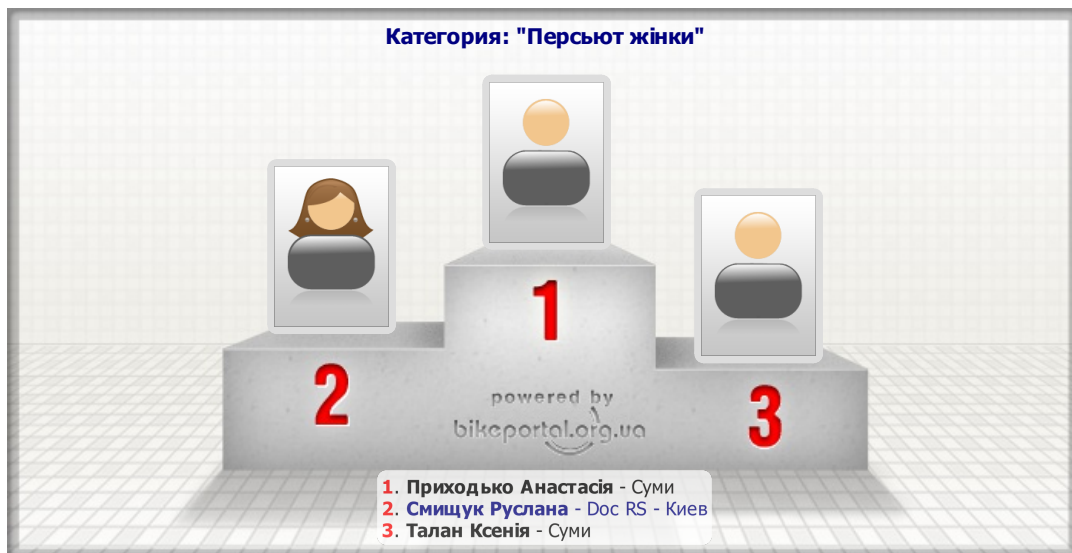 Категория: "Персьют жінки"
1
2
3
powered by
bikeportal.org.ua
1. Приходько Анастасія - Суми
2. Смищук Руслана - Doc RS - Киев
3. Талан Ксенія - Суми